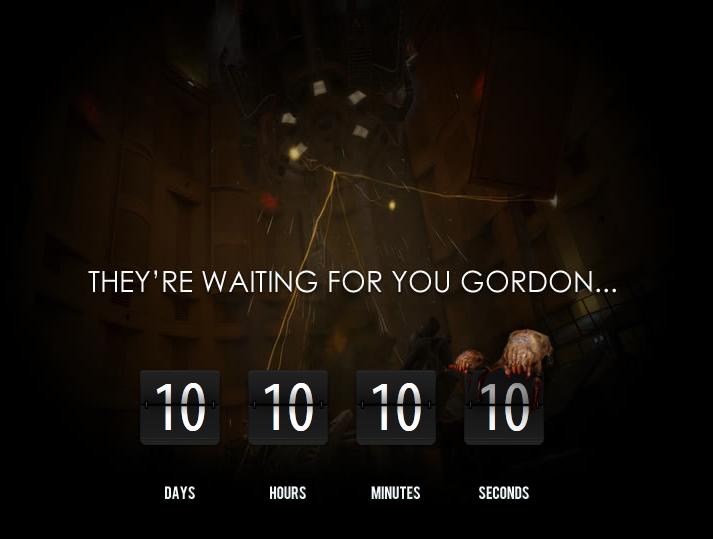 THEY'RE WAITING FOR YOU GORDON...
10 10 10 10
DAYS HOURS MINUTES SECONDS